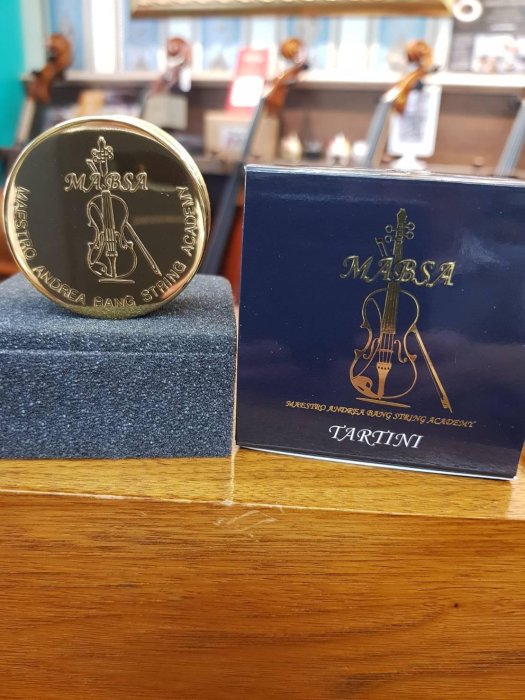 MABSA
MAESTRO ANDREA BANG STRING ACADEMY
MABSA
MAESTRO ANDREA BANG STRING ACADEMY
TARTINI